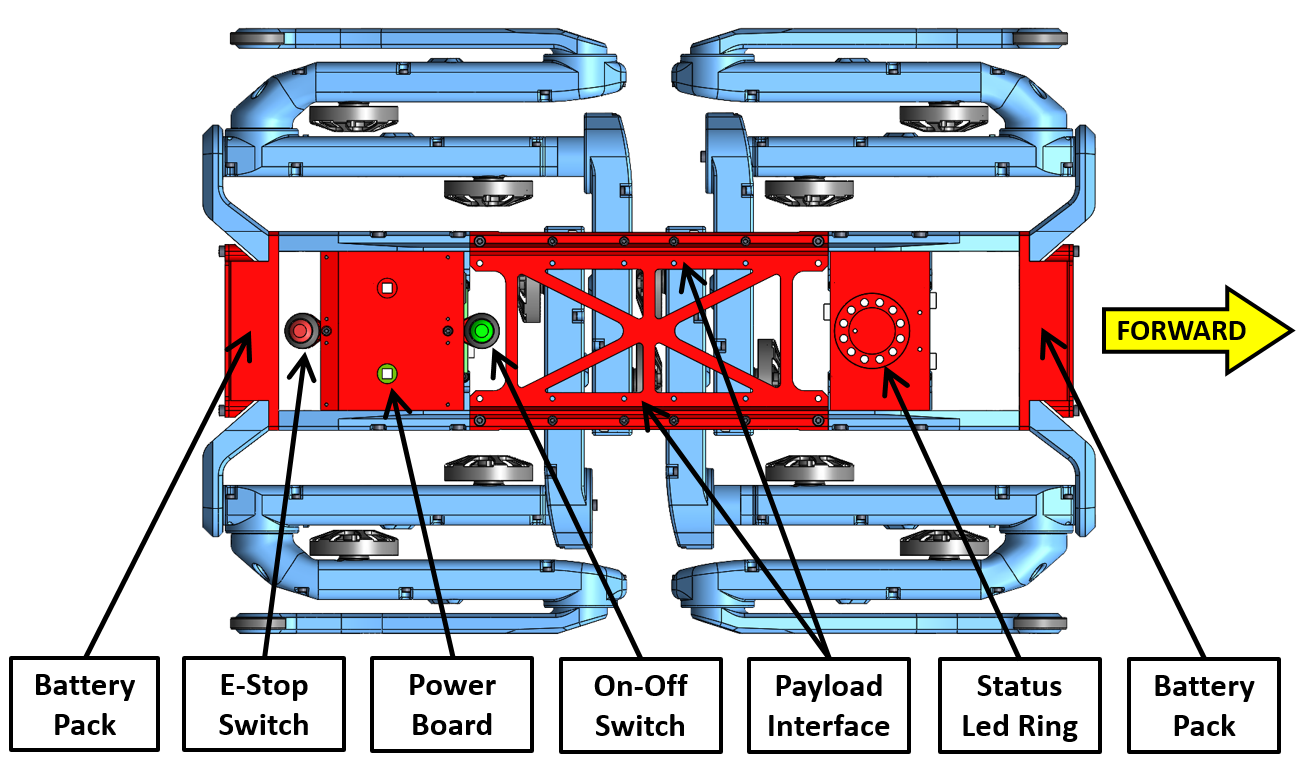 FORWARD
Battery
Pack
E-Stop
Switch
Power
Board
On-Off
Switch
Payload
Interface
Status
Led Ring
Battery
Pack